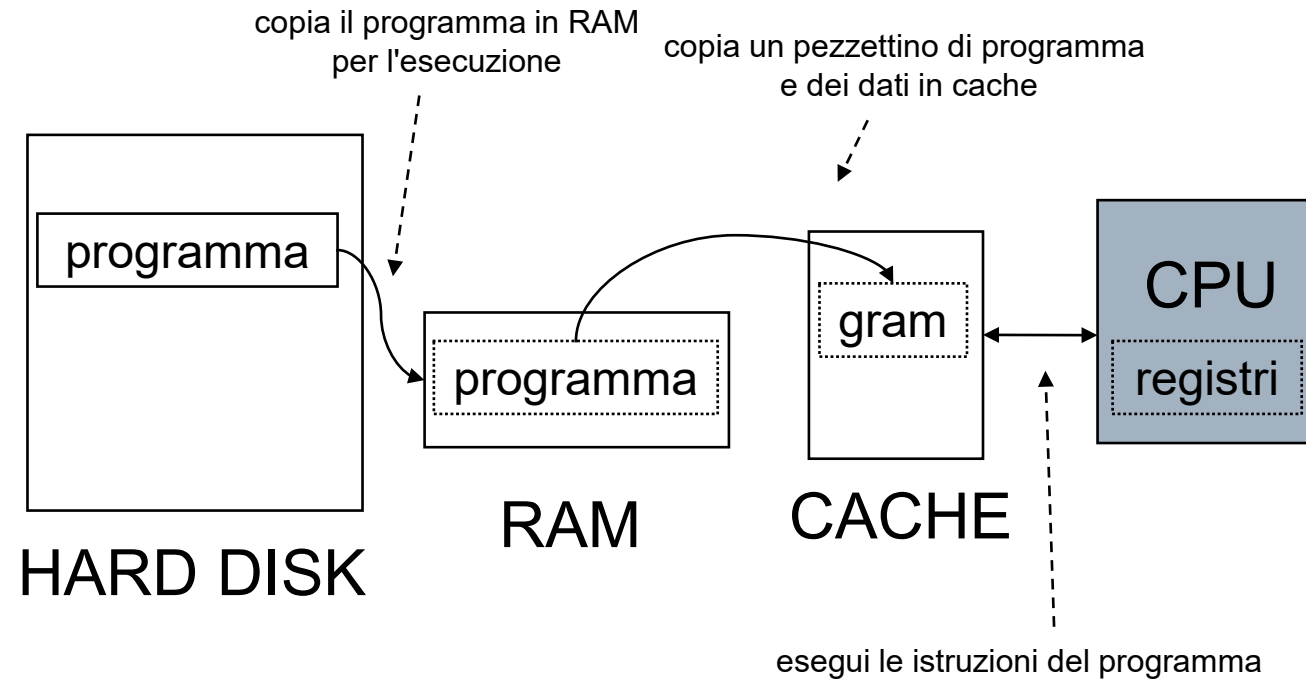 copia il programma in RAM
per l'esecuzione
copia un pezzettino di programma
e dei dati in cache
programma
programma
gram
CPU
registri
HARD DISK
RAM
CACHE
esegui le istruzioni del programma